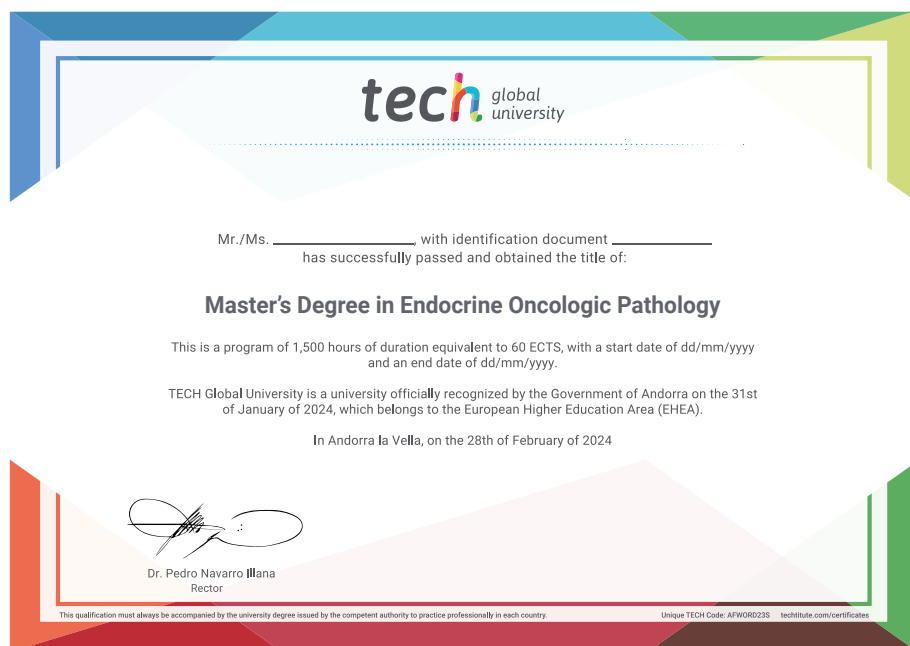 tech global
university
Mr./Ms. ____________, with identification document ____________
has successfully passed and obtained the title of:
Master's Degree in Endocrine Oncologic Pathology
This is a program of 1,500 hours of duration equivalent to 60 ECTS, with a start date of dd/mm/yyyy
and an end date of dd/mm/yyyy.
TECH Global University is a university officially recognized by the Government of Andorra on the 31st
of January of 2024, which belongs to the European Higher Education Area (EHEA).
In Andorra la Vella, on the 28th of February of 2024
Dr. Pedro Navarro Illana
Rector
This qualification must always be accompanied by the university degree issued by the competent authority to practice professionally in each country.
Unique TECH Code: AFWORD23S techtitute.com/certificates